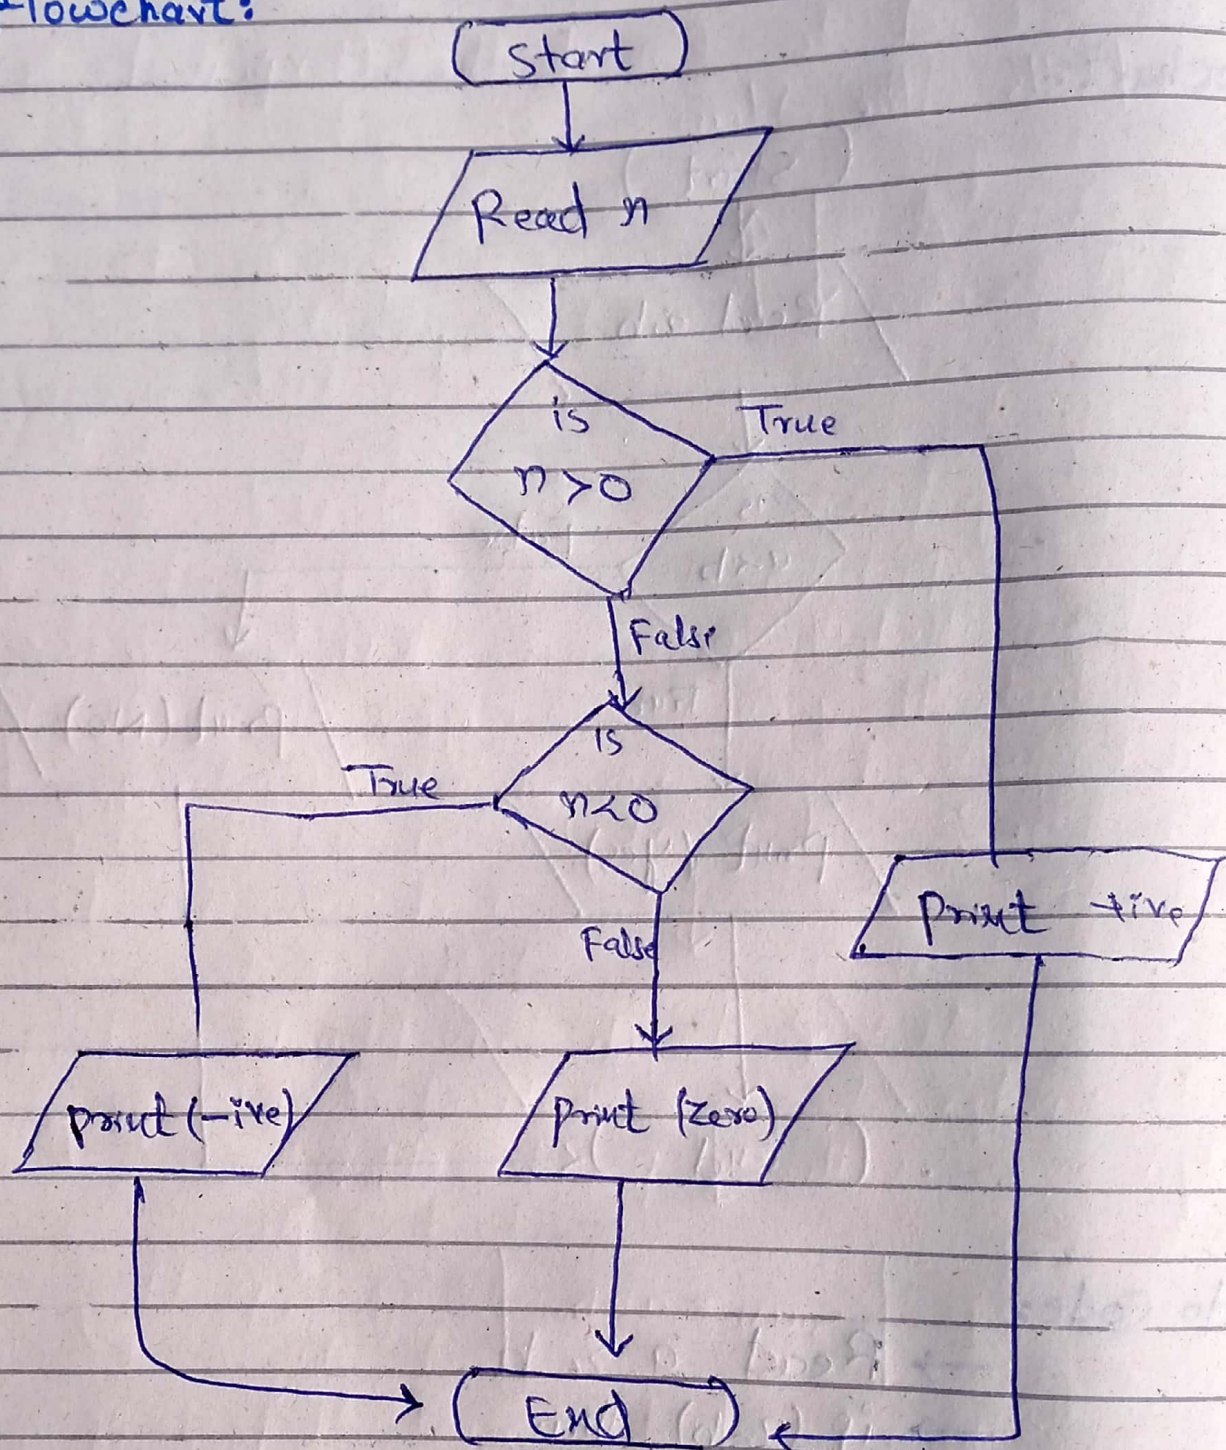 Flowchart:
Start
Read n
is
n>0
True
False
is
n<0
True
False
print +ive
print (-ive)
print (zero)
End